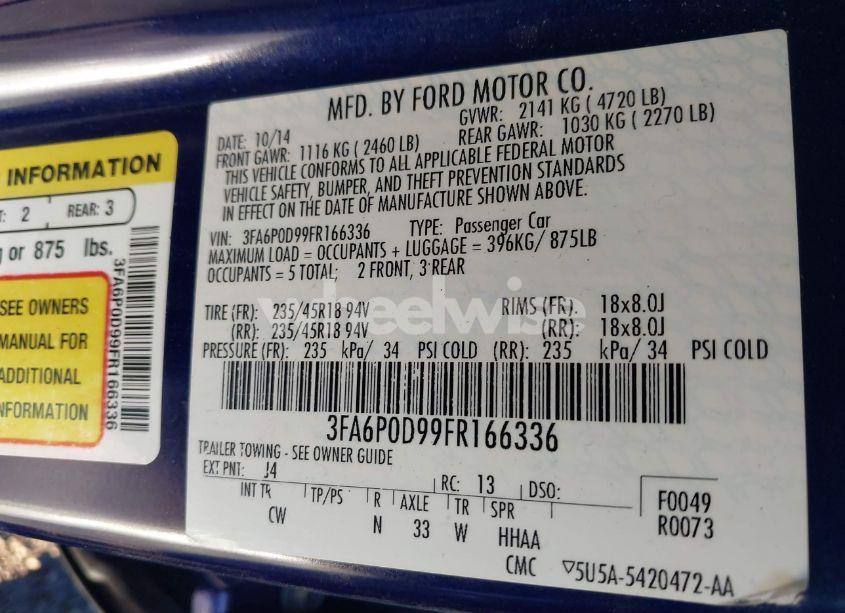 INFORMATION
2
REAR: 3
or 875 lbs.
SEE OWNERS
MANUAL FOR
ADDITIONAL
INFORMATION
3FA6P0D99FR166336
MFD. BY FORD MOTOR CO.
DATE: 10/14
GVWR: 2141 KG ( 4720 LB)
FRONT GAWR: 1116 KG ( 2460 LB)
REAR GAWR: 1030 KG ( 2270 LB)
THIS VEHICLE CONFORMS TO ALL APPLICABLE FEDERAL MOTOR
VEHICLE SAFETY, BUMPER, AND THEFT PREVENTION STANDARDS
IN EFFECT ON THE DATE OF MANUFACTURE SHOWN ABOVE.
VIN: 3FA6P0D99FR166336 TYPE: Passenger Car
MAXIMUM LOAD = OCCUPANTS + LUGGAGE = 396KG/ 875LB
OCCUPANTS = 5 TOTAL; 2 FRONT, 3 REAR
TIRE (FR): 235/45R18 94V RIMS (FR): 18x8.0J
(RR): 235/45R18 94V (RR): 18x8.0J
PRESSURE (FR): 235 kPa/ 34 PSI COLD (RR): 235 kPa/ 34 PSI COLD
wheelwise
3FA6P0D99FR166336
TRAILER TOWING - SEE OWNER GUIDE
EXT PNT: J4 RC: 13 DSO:
INT TR TP/PS R AXLE TR SPR
CW N 33 W HHAA
F0049
R0073
CMC ▽5U5A-5420472-AA